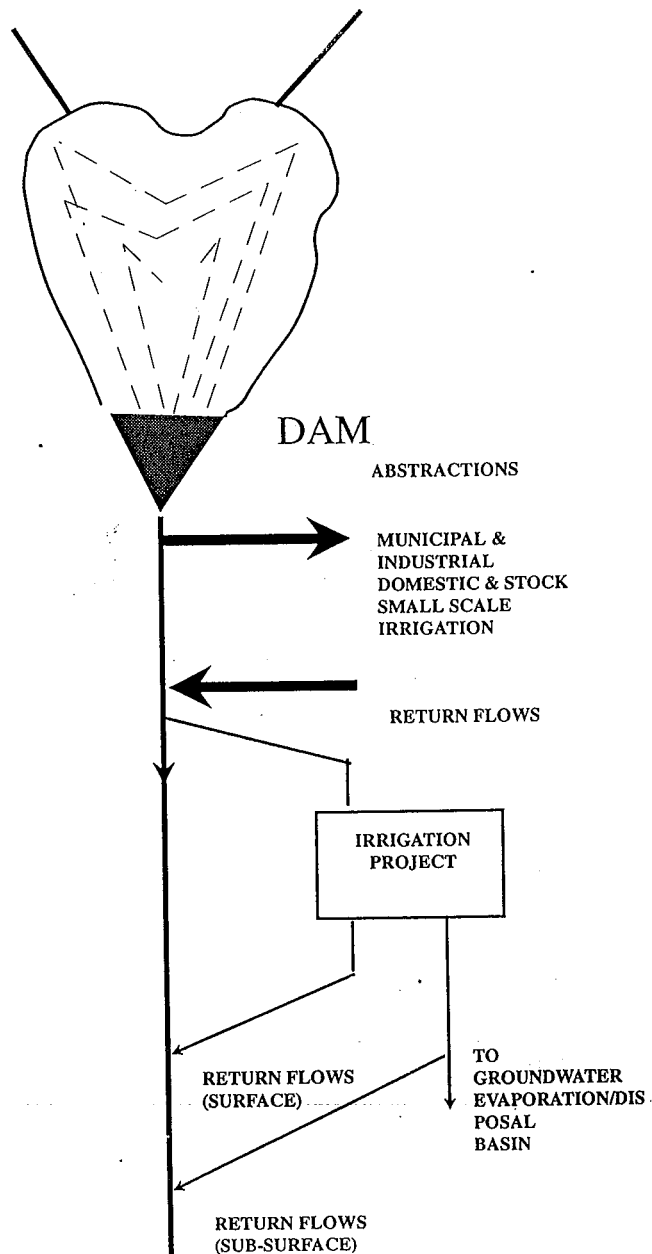 DAM
ABSTRACTIONS
MUNICIPAL &
INDUSTRIAL
DOMESTIC & STOCK
SMALL SCALE
IRRIGATION
RETURN FLOWS
IRRIGATION
PROJECT
RETURN FLOWS
(SURFACE)
TO
GROUNDWATER
EVAPORATION/DIS
POSAL
BASIN
RETURN FLOWS
(SUB-SURFACE)